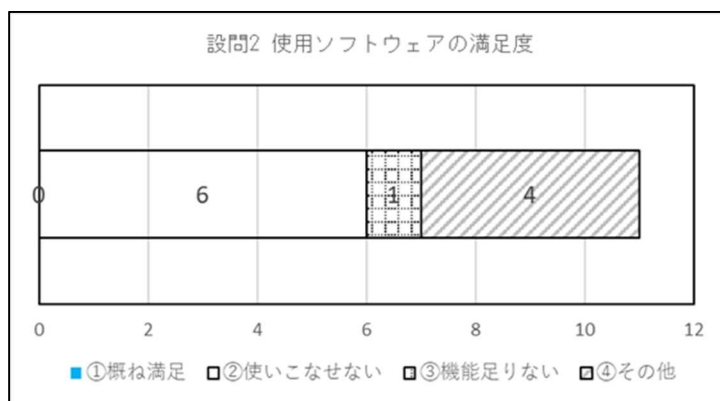 設問2 使用ソフトウェアの満足度
0 6 1 4
0 2 4 6 8 10 12
①概ね満足 ②使いこなせない ③機能足りない ④その他